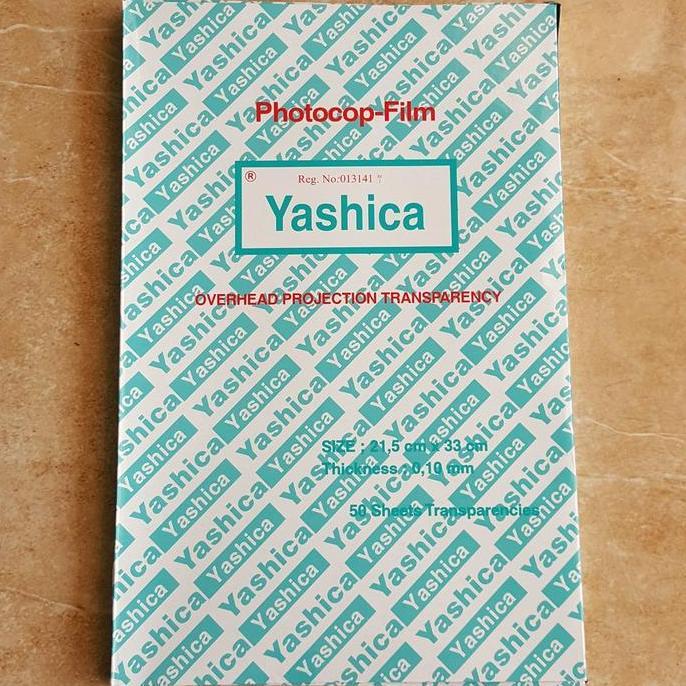 Photocop-Film
® Reg. No:013141
Yashica
OVERHEAD PROJECTION TRANSPARENCY
SIZE : 21,5 cm x 33 cm
Thickness : 0,10 mm
50 Sheets Transparencies